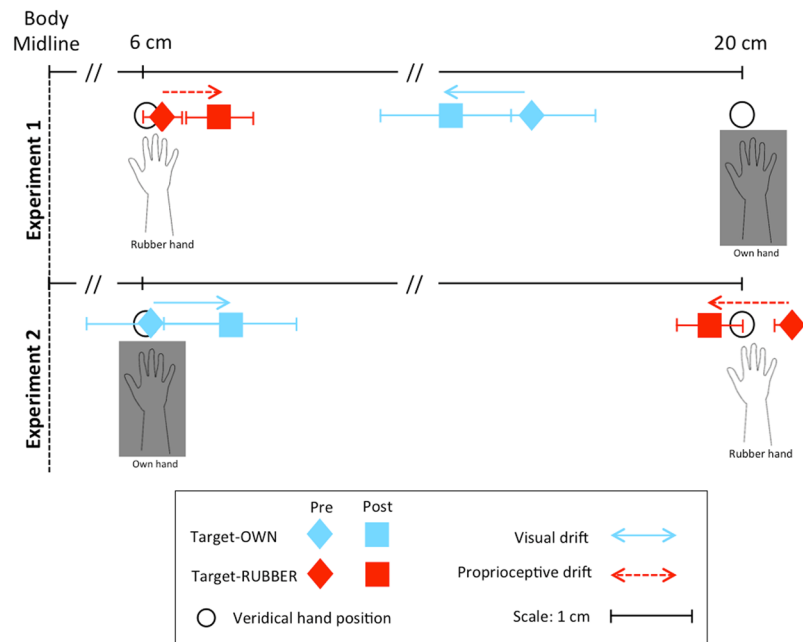 Body
Midline
6 cm
20 cm
//
//
Experiment 1
Rubber hand
Own hand
//
//
Experiment 2
Own hand
Rubber hand
Pre
Post
Target-OWN
Visual drift
Target-RUBBER
Proprioceptive drift
Veridical hand position
Scale: 1 cm